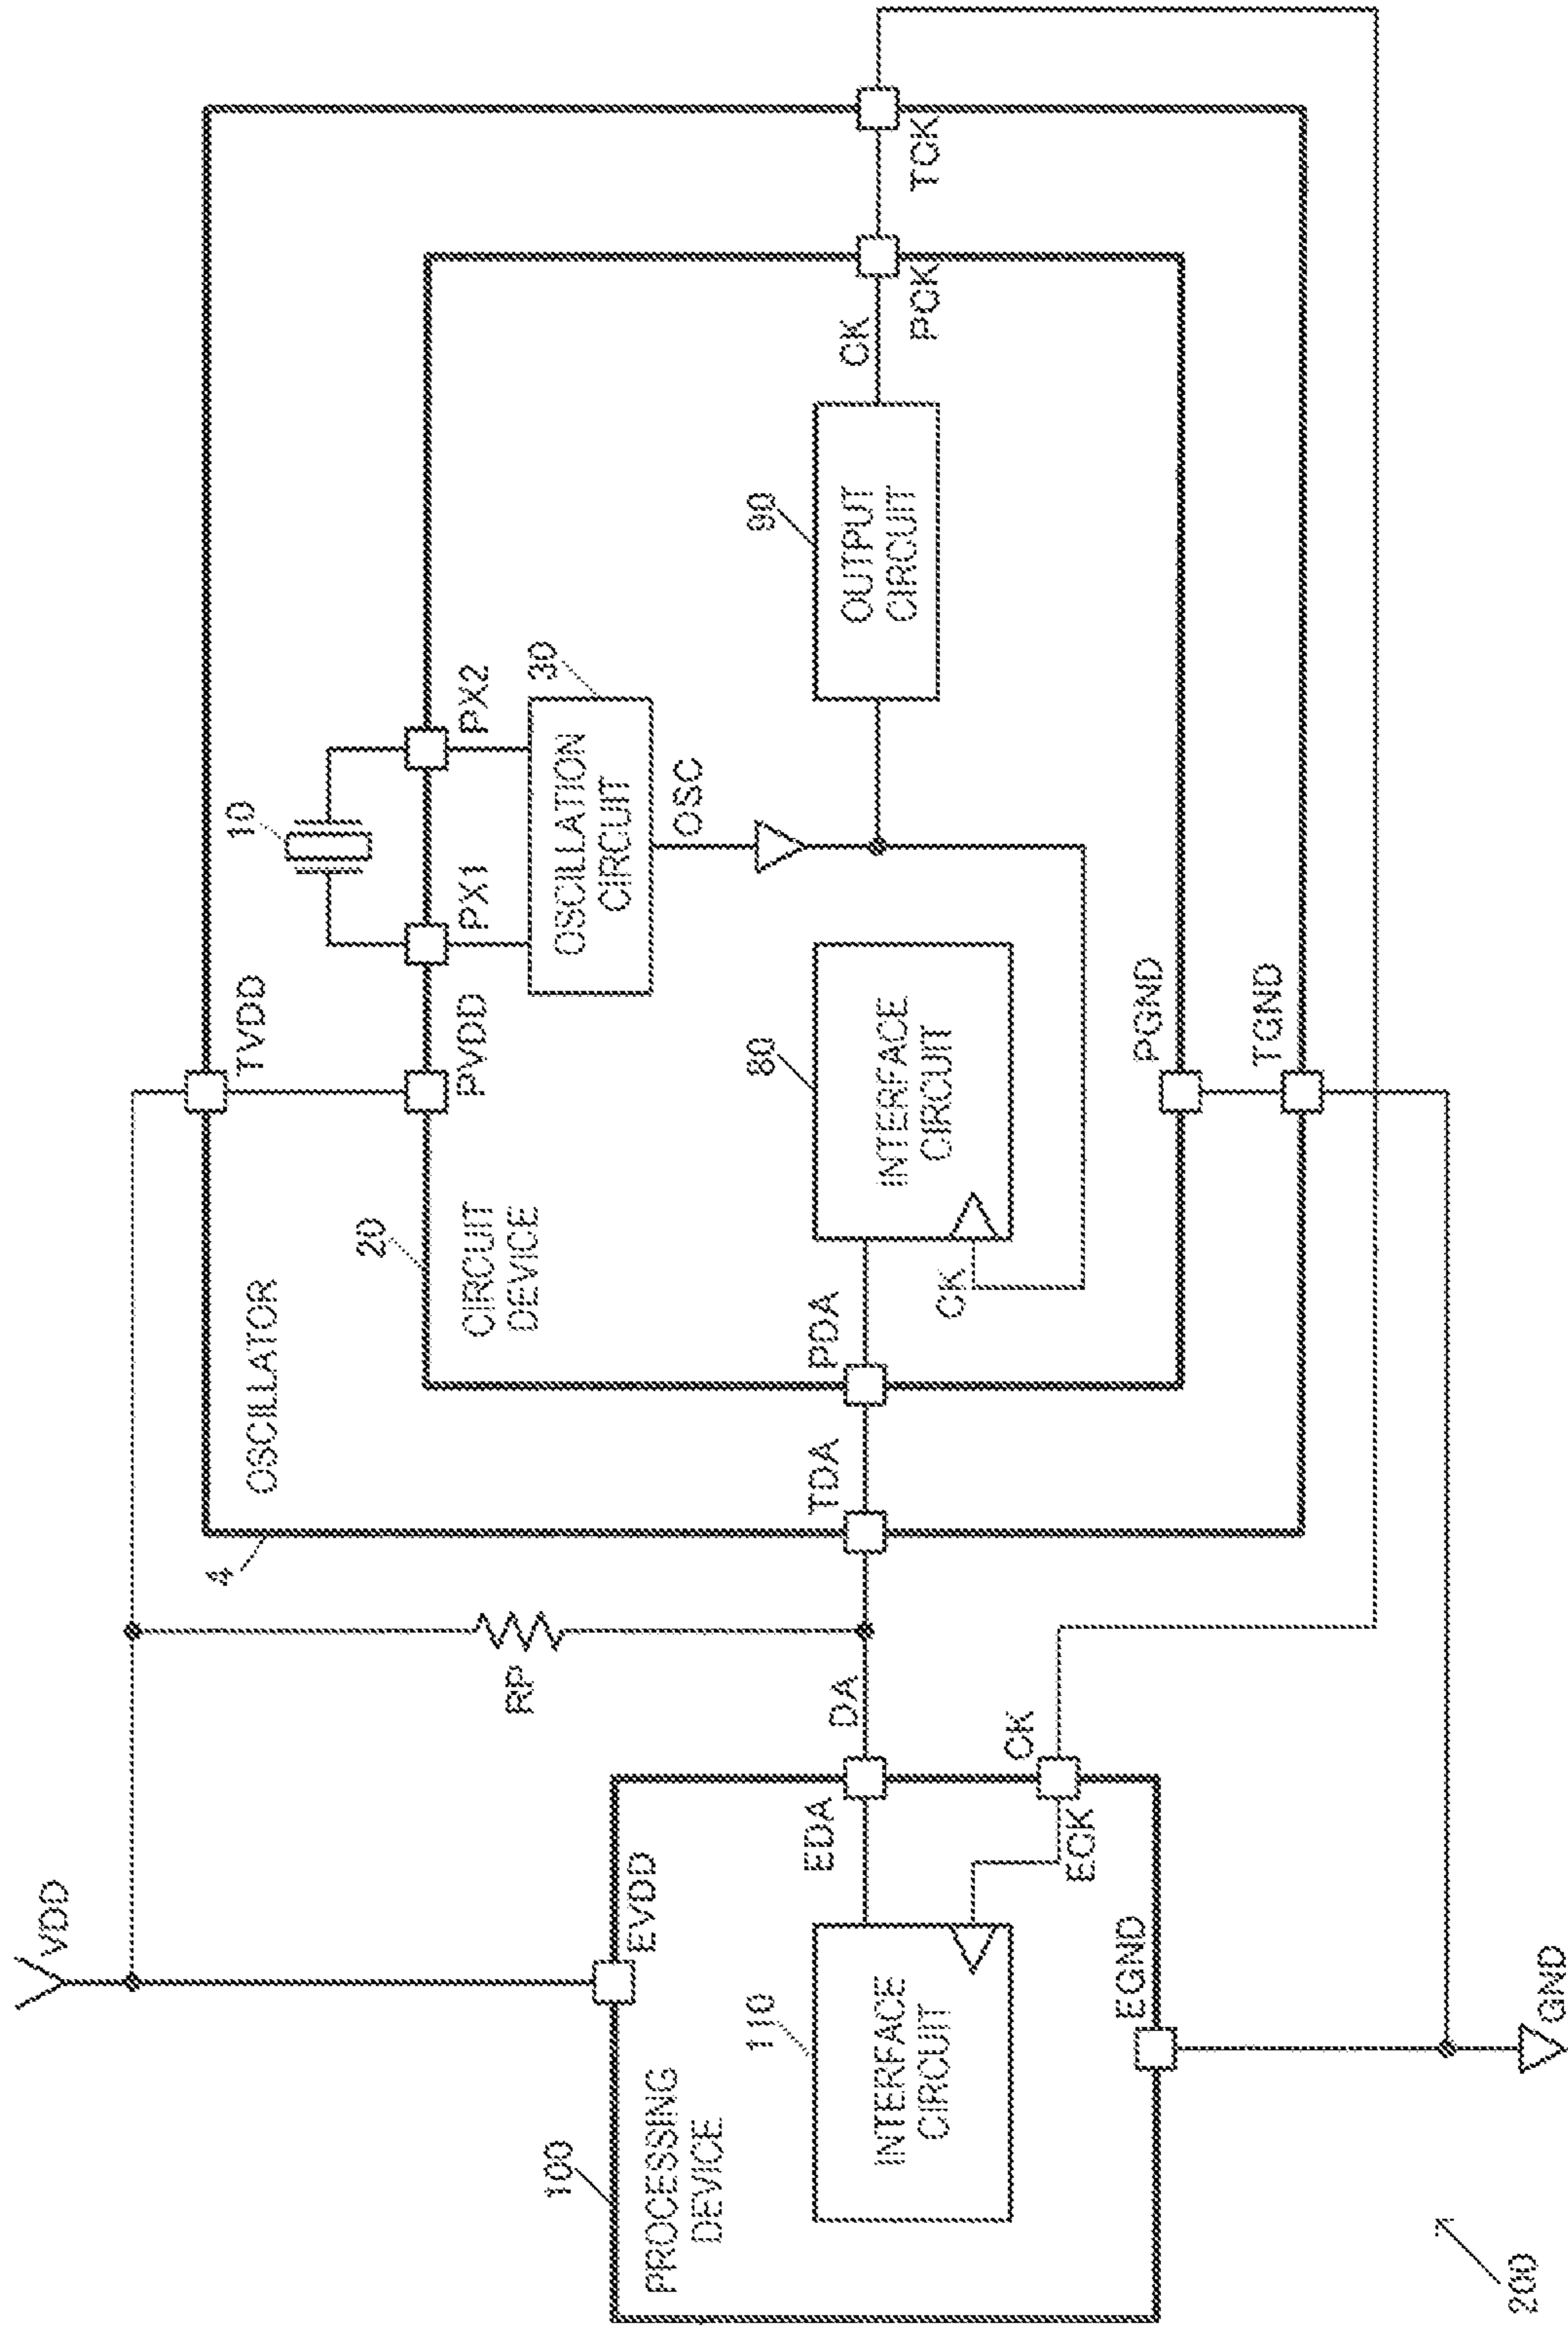 VDD
RP
4
OSCILLATOR
TVDD
10
20
CIRCUIT
DEVICE
PVDD
PX1
PX2
30
OSCILLATION
CIRCUIT
OSC
100
PROCESSING
DEVICE
EVDD
110
INTERFACE
CIRCUIT
EDA
DA
TDA
PDA
80
INTERFACE
CIRCUIT
CK
90
OUTPUT
CIRCUIT
CK
PCK
TCK
ECK
CK
EGND
PGND
TGND
GND
200